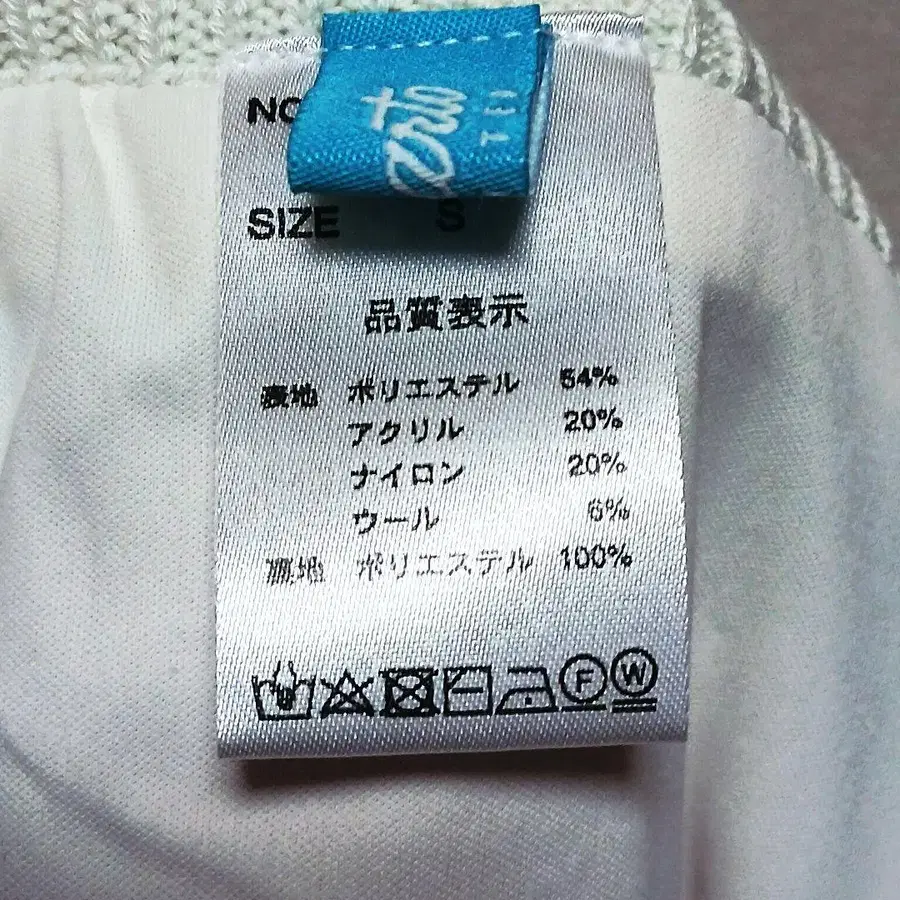 NO
SIZE S
品質表示
表地 ポリエステル 54%
アクリル 20%
ナイロン 20%
ウール 6%
裏地 ポリエステル 100%
F W